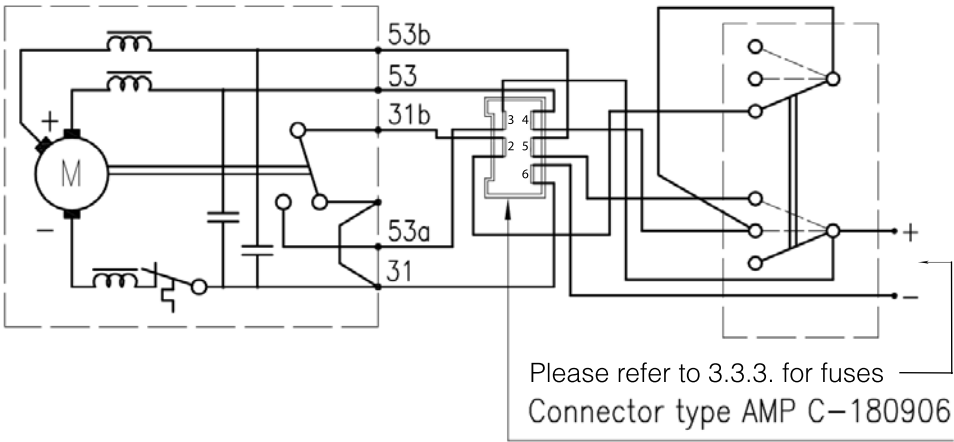 53b
53
31b
+
M
-
3 4
2 5
6
53a
31
+
-
Please refer to 3.3.3. for fuses
Connector type AMP C-180906